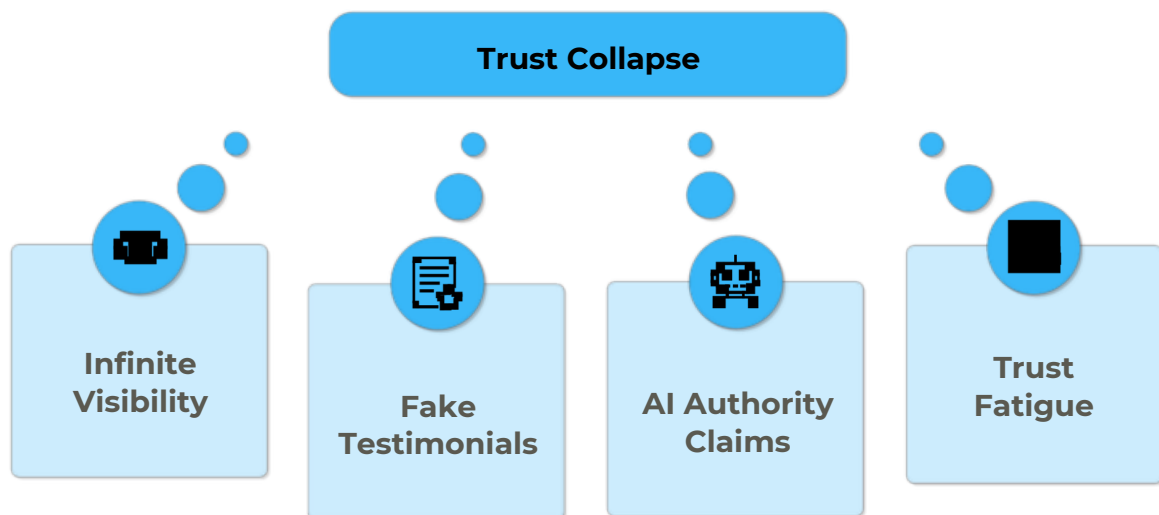 Trust Collapse
Infinite
Visibility
Fake
Testimonials
AI Authority
Claims
Trust
Fatigue